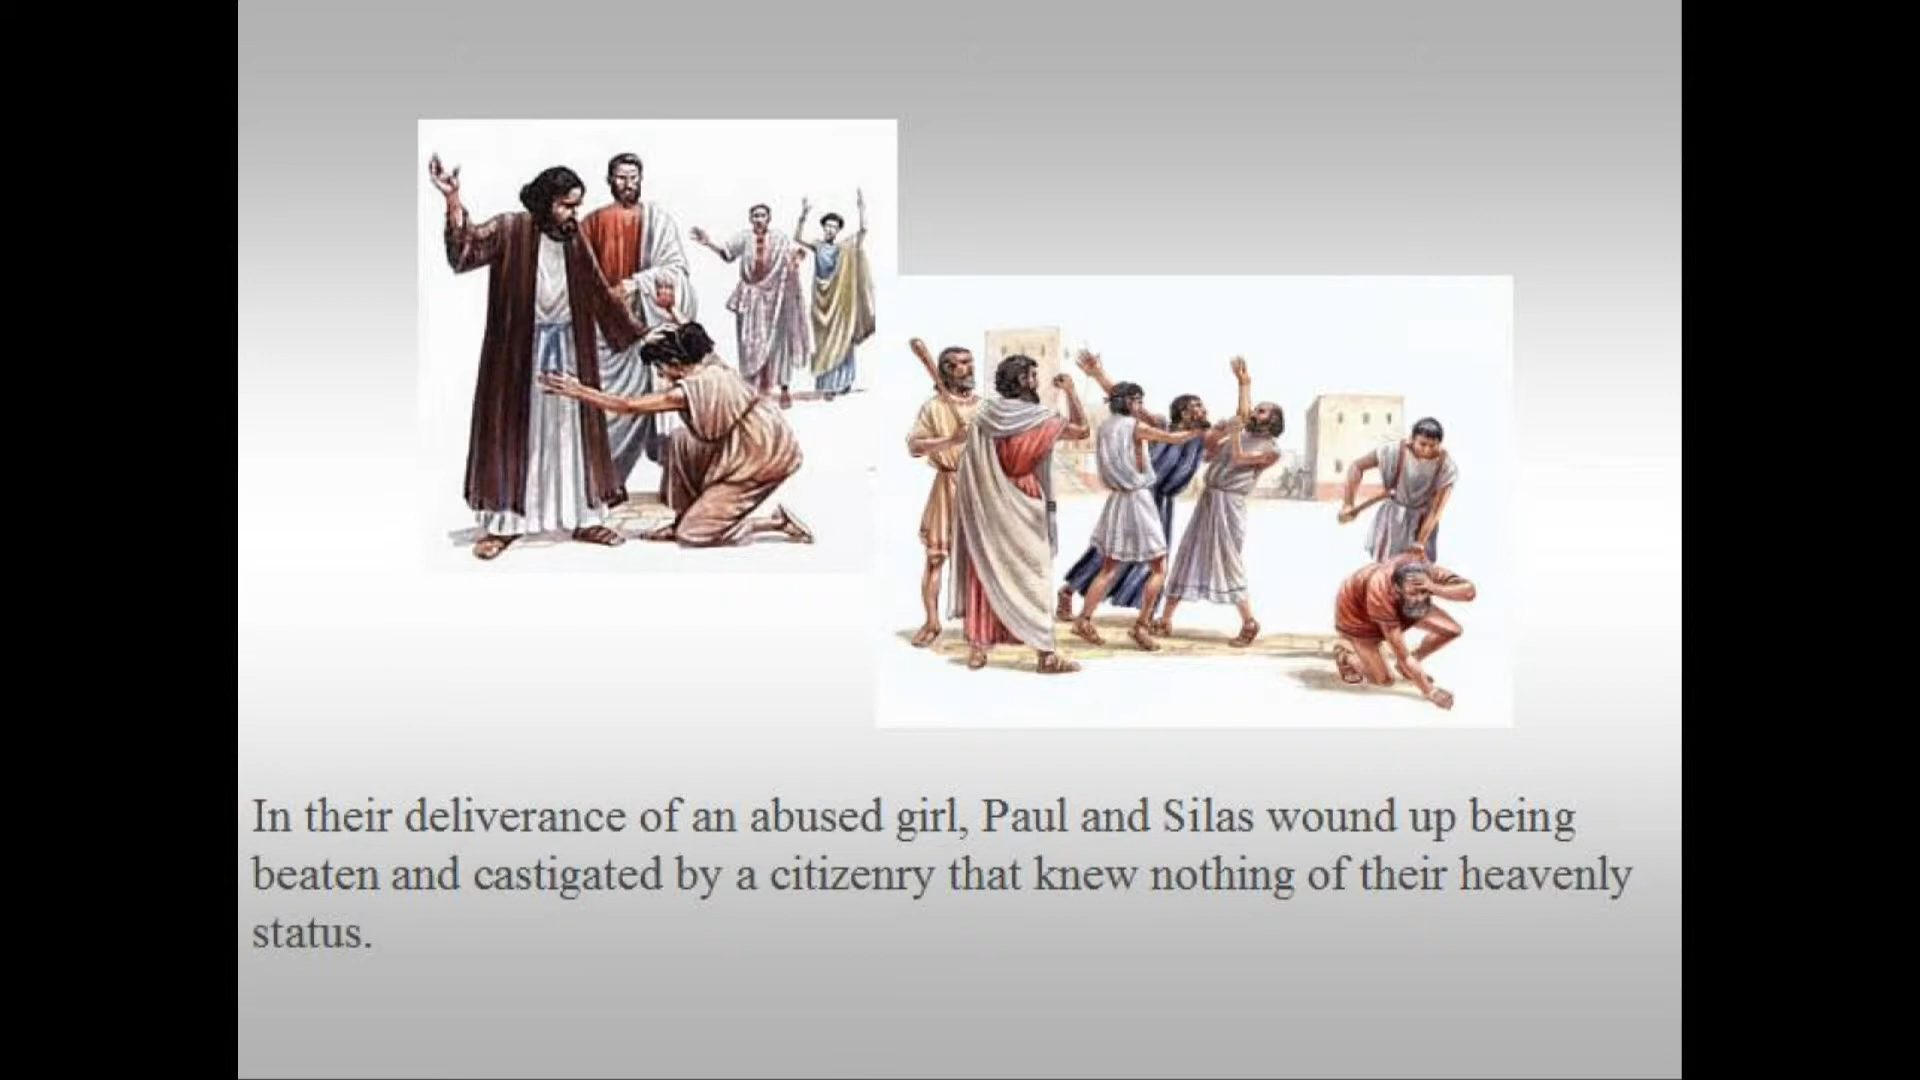 In their deliverance of an abused girl, Paul and Silas wound up being
beaten and castigated by a citizenry that knew nothing of their heavenly
status.